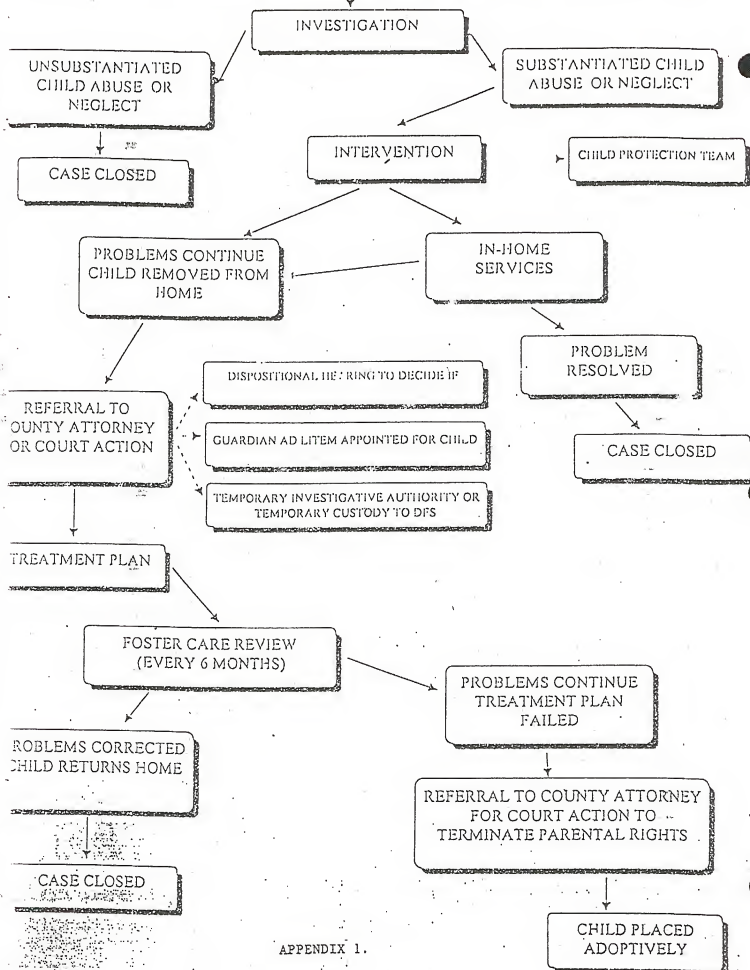 INVESTIGATION
UNSUBSTANTIATED
CHILD ABUSE OR
NEGLECT
SUBSTANTIATED CHILD
ABUSE OR NEGLECT
CASE CLOSED
INTERVENTION
CHILD PROTECTION TEAM
PROBLEMS CONTINUE
CHILD REMOVED FROM
HOME
IN-HOME
SERVICES
PROBLEM
RESOLVED
CASE CLOSED
REFERRAL TO
OUNTY ATTORNEY
OR COURT ACTION
DISPOSITIONAL HE RING TO DECIDE IF
GUARDIAN AD LITEM APPOINTED FOR CHILD
TEMPORARY INVESTIGATIVE AUTHORITY OR
TEMPORARY CUSTODY TO DFS
TREATMENT PLAN
FOSTER CARE REVIEW
(EVERY 6 MONTHS)
PROBLEMS CONTINUE
TREATMENT PLAN
FAILED
ROBLEMS CORRECTED
CHILD RETURNS HOME
REFERRAL TO COUNTY ATTORNEY
FOR COURT ACTION TO
TERMINATE PARENTAL RIGHTS
CASE CLOSED
CHILD PLACED
ADOPTIVELY
APPENDIX 1.